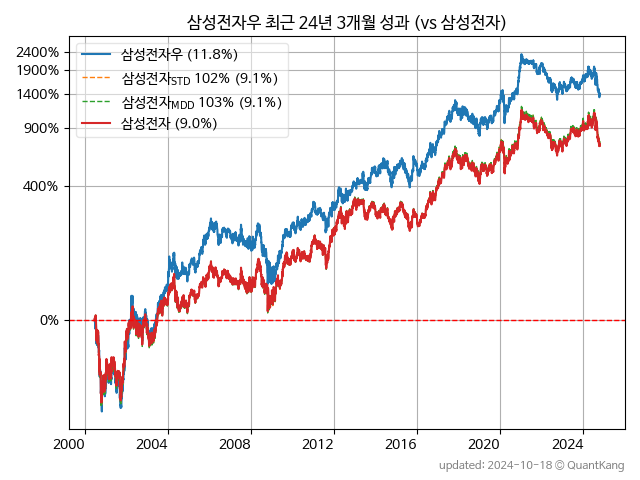 삼성전자우 최근 24년 3개월 성과 (vs 삼성전자)
2400%
1900%
1400%
900%
400%
0%
삼성전자우 (11.8%)
삼성전자STD 102% (9.1%)
삼성전자MDD 103% (9.1%)
삼성전자 (9.0%)
2000 2004 2008 2012 2016 2020 2024
updated: 2024-10-18 @ QuantKang